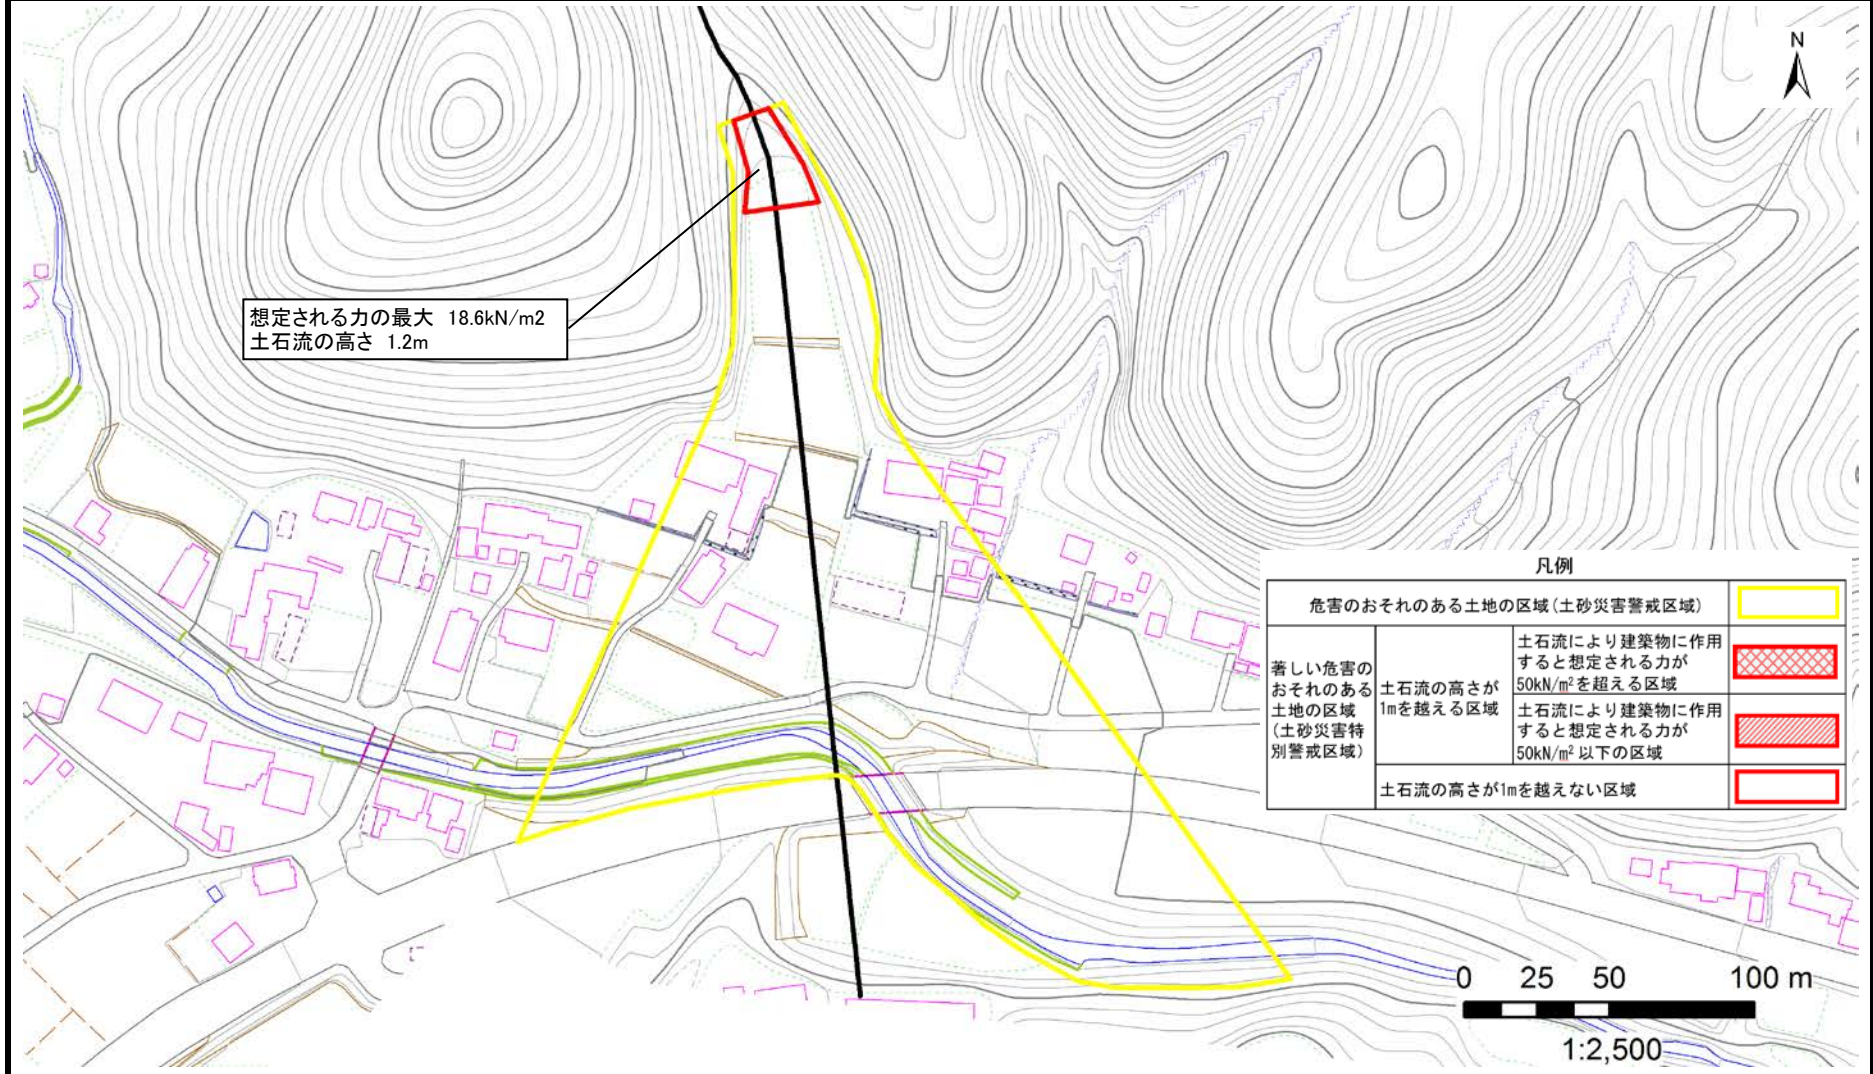 N
想定される力の最大 18.6kN/m2
土石流の高さ 1.2m
凡例
危害のおそれのある土地の区域(土砂災害警戒区域)
著しい危害の
おそれのある
土地の区域
(土砂災害特
別警戒区域)
土石流の高さが
1mを越える区域
土石流により建築物に作用
すると想定される力が
50kN/m²を超える区域
土石流により建築物に作用
すると想定される力が
50kN/m²以下の区域
土石流の高さが1mを越えない区域
0 25 50 100 m
1:2,500